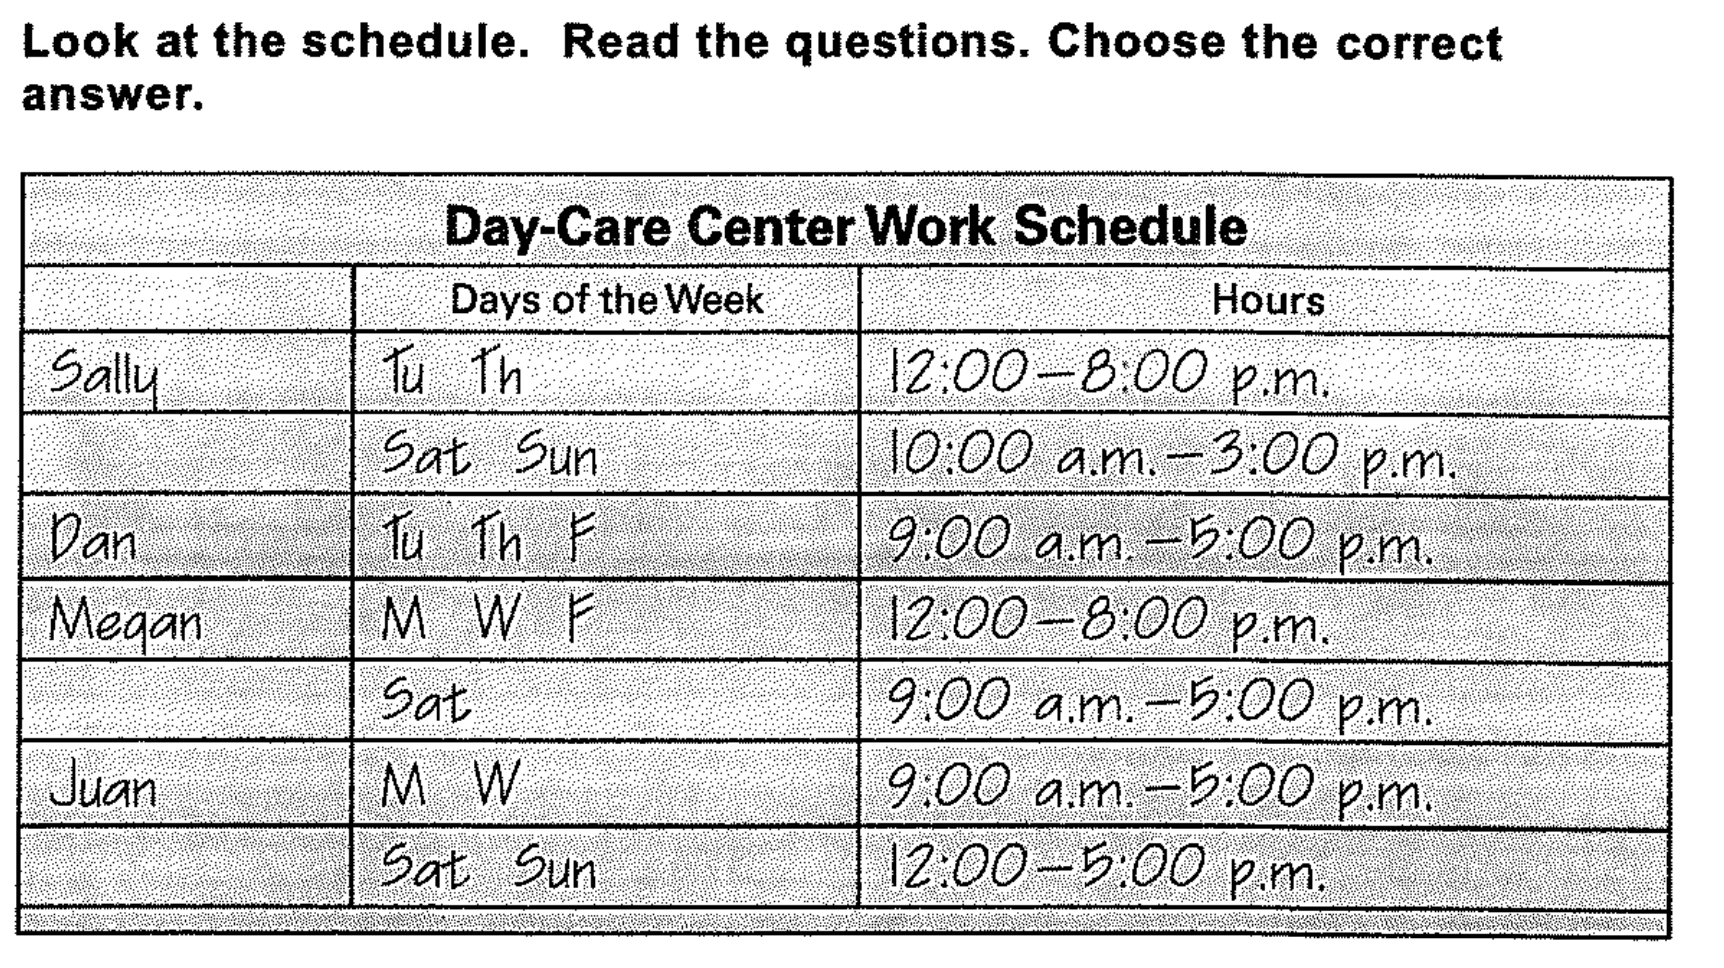 Look at the schedule. Read the questions. Choose the correct
answer.
Day-Care Center Work Schedule
Days of the Week Hours
Sally Tu Th 12:00–8:00 p.m.
Sat Sun 10:00 a.m.–3:00 p.m.
Dan Tu Th F 9:00 a.m.–5:00 p.m.
Megan M W F 12:00–8:00 p.m.
Sat 9:00 a.m.–5:00 p.m.
Juan M W 9:00 a.m.–5:00 p.m.
Sat Sun 12:00–5:00 p.m.